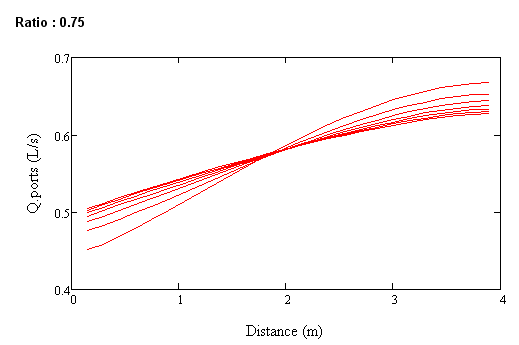 Ratio : 0.75
0.7
0.6
0.5
0.4
0 1 2 3 4
Q.ports (L/s)
Distance (m)